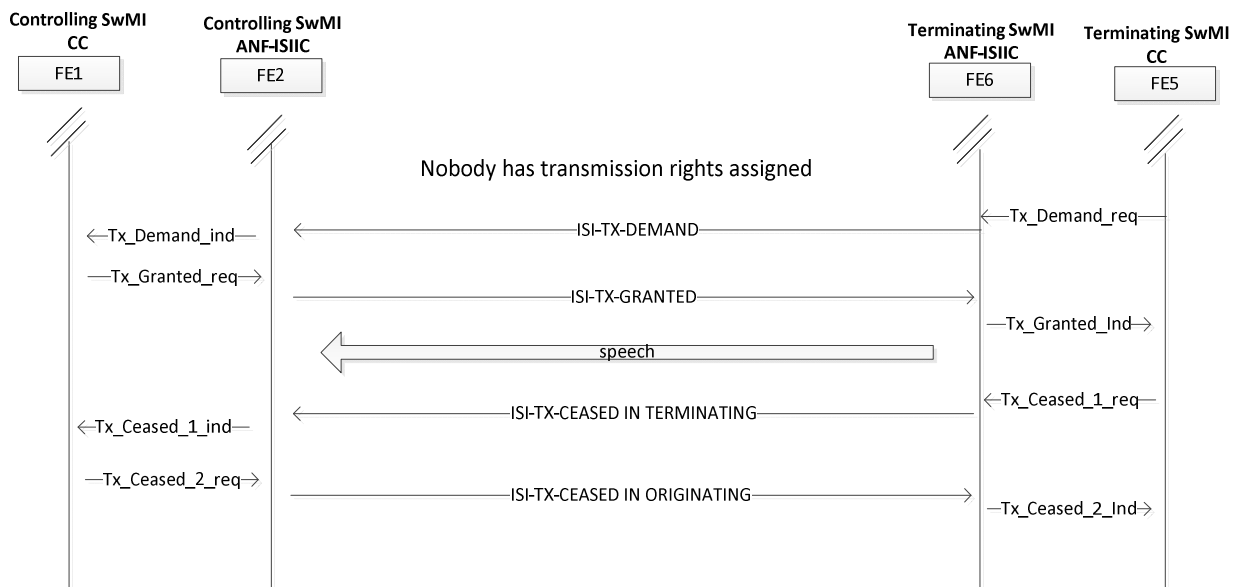 Controlling SwMI
CC
FE1
Controlling SwMI
ANF-ISIIC
FE2
Terminating SwMI
ANF-ISIIC
FE6
Terminating SwMI
CC
FE5
Nobody has transmission rights assigned
Tx_Demand_req
ISI-TX-DEMAND
Tx_Demand_ind
Tx_Granted_req
ISI-TX-GRANTED
Tx_Granted_Ind
speech
Tx_Ceased_1_req
ISI-TX-CEASED IN TERMINATING
Tx_Ceased_1_ind
Tx_Ceased_2_req
ISI-TX-CEASED IN ORIGINATING
Tx_Ceased_2_Ind